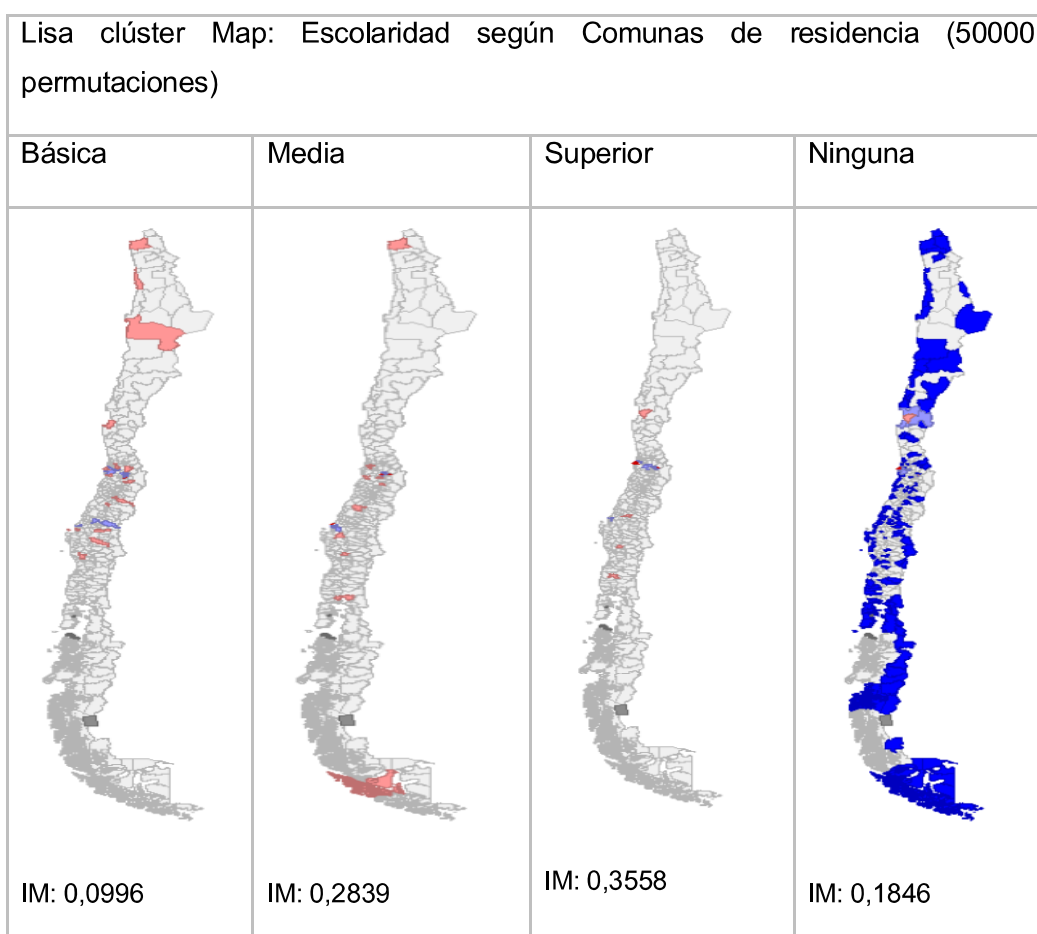 Lisa clúster Map: Escolaridad según Comunas de residencia (50000
permutaciones)
Básica
Media
Superior
Ninguna
IM: 0,0996
IM: 0,2839
IM: 0,3558
IM: 0,1846